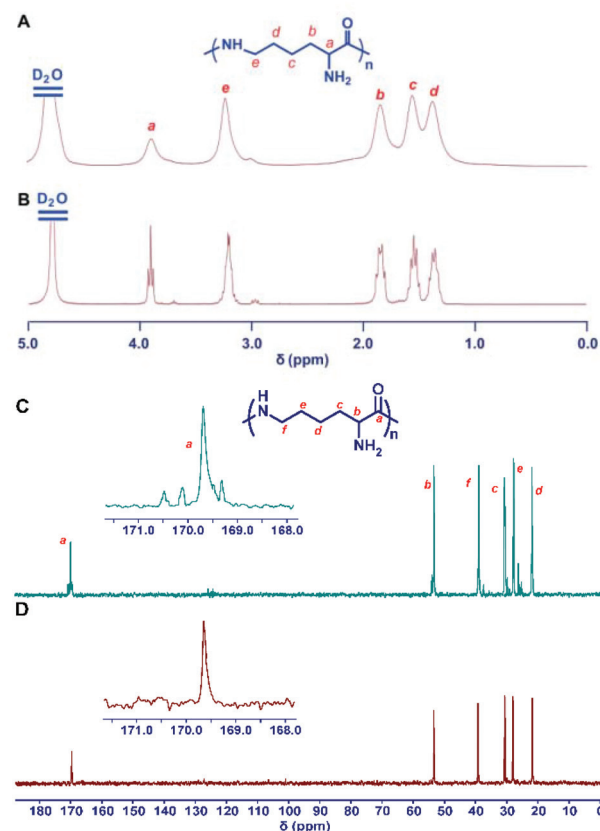 A
NH
e
d
c
b
a
O
NH₂
n
D₂O
a
e
b
c
d
B
D₂O
5.0 4.0 3.0 2.0 1.0 0.0
δ (ppm)
C
H
N
f
e
d
c
b
a
O
NH₂
n
a
171.0 170.0 169.0 168.0
a
b
f
c
e
d
D
171.0 170.0 169.0 168.0
180 170 160 150 140 130 120 110 100 90 80 70 60 50 40 30 20 10 0
δ (ppm)